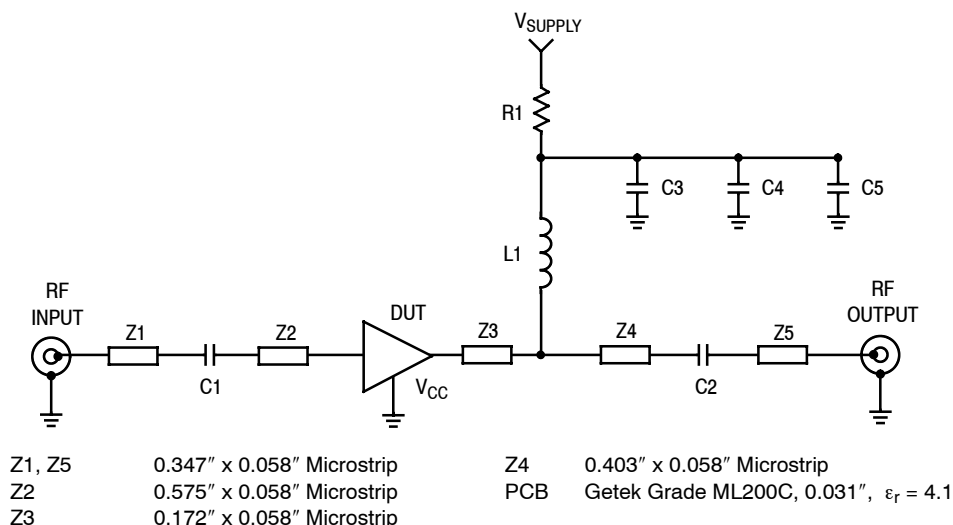 VSUPPLY
R1
C3
C4
C5
L1
RF
INPUT
Z1
C1
Z2
DUT
VCC
Z3
Z4
C2
Z5
RF
OUTPUT
Z1, Z5 0.347″ x 0.058″ Microstrip
Z2 0.575″ x 0.058″ Microstrip
Z3 0.172″ x 0.058″ Microstrip
Z4 0.403″ x 0.058″ Microstrip
PCB Getek Grade ML200C, 0.031″, εr = 4.1